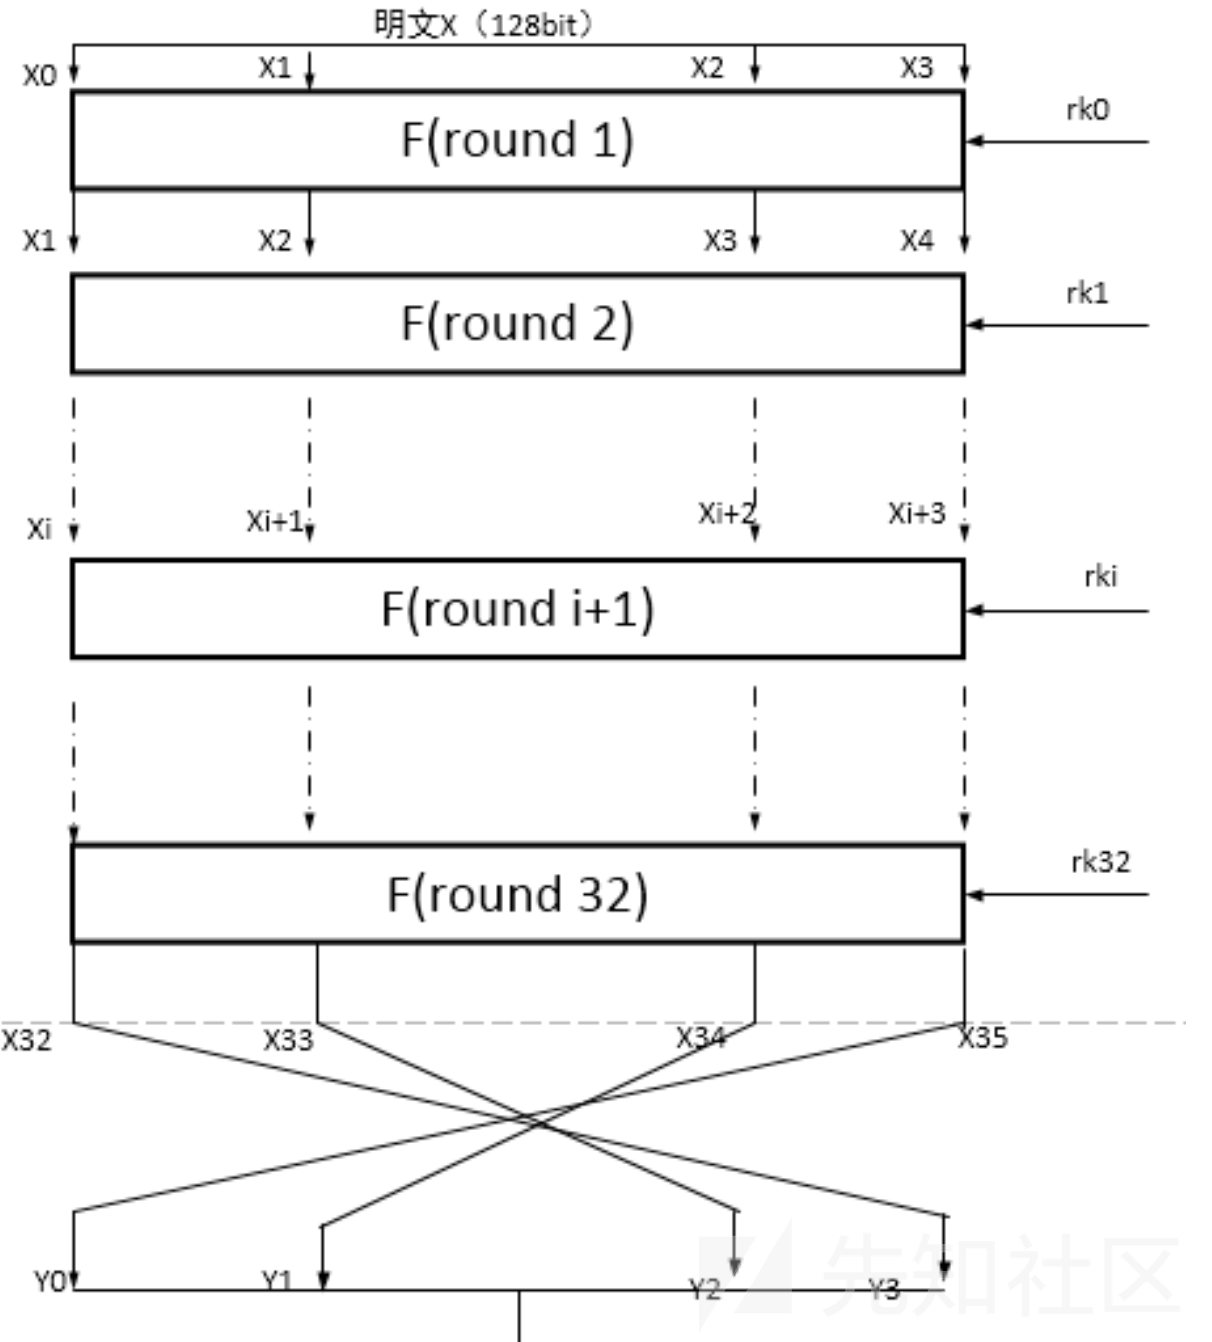 明文X（128bit）
X0 X1 X2 X3
rk0
F(round 1)
X1 X2 X3 X4
rk1
F(round 2)
Xi Xi+1 Xi+2 Xi+3
rki
F(round i+1)
rk32
F(round 32)
X32 X33 X34 X35
Y0 Y1 Y2 Y3
先知社区